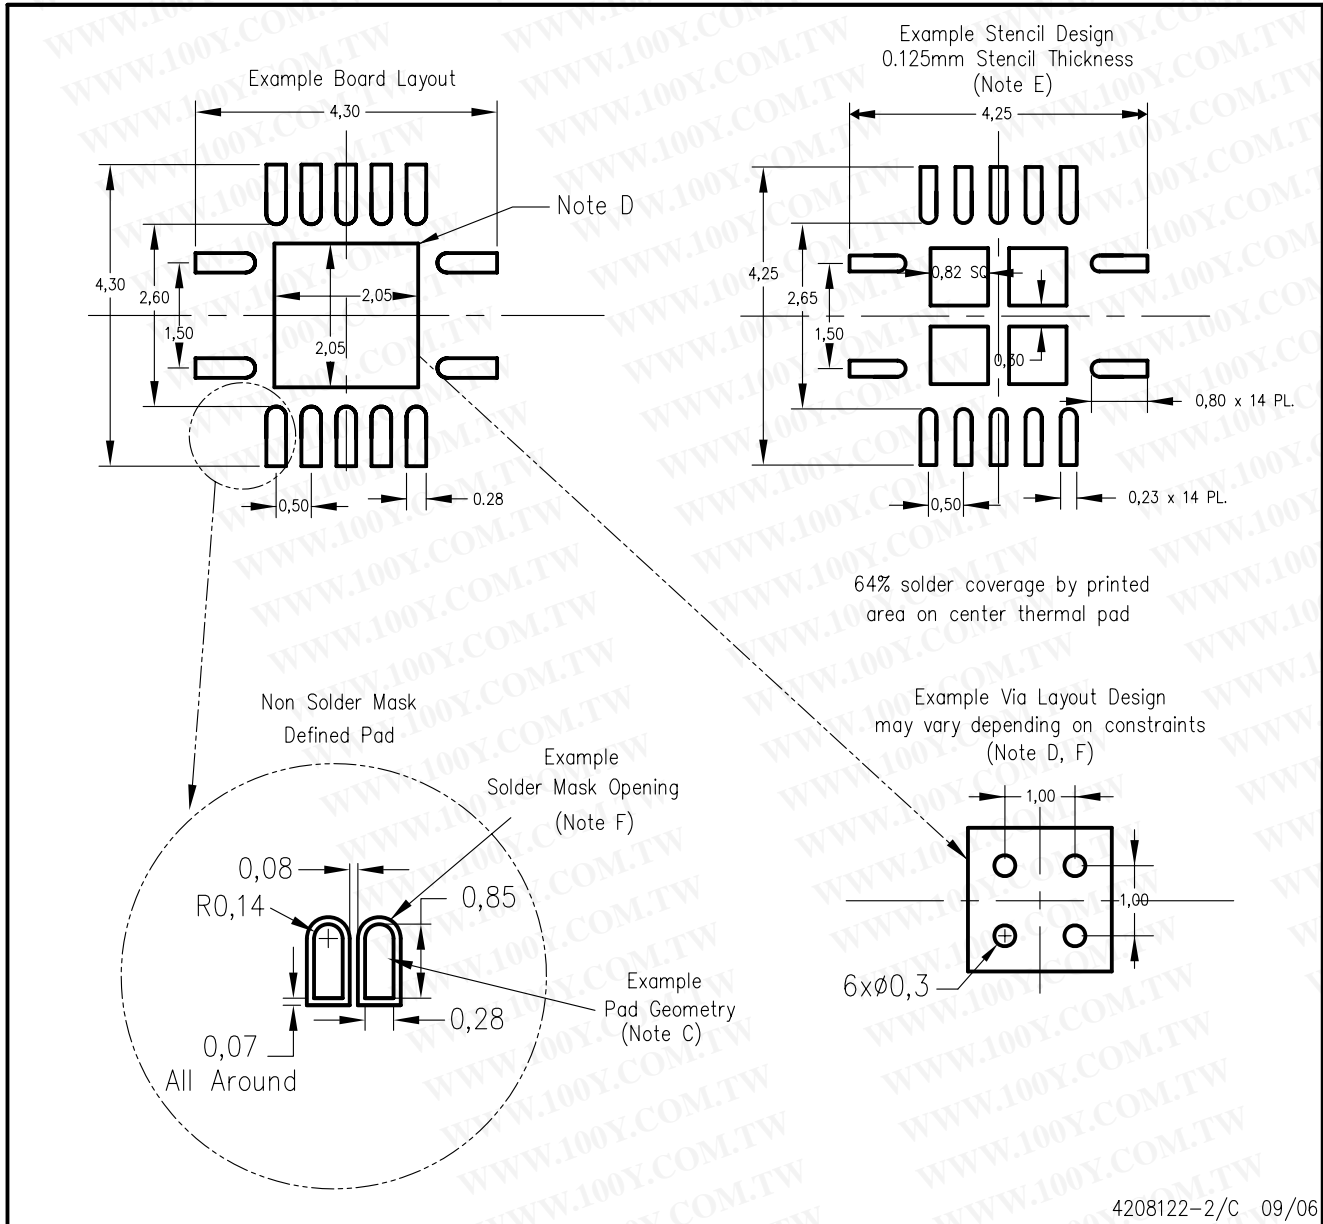 Example Board Layout
4,30
4,30
2,60
1,50
2,05
2,05
Note D
0,50
0.28
Example Stencil Design
0.125mm Stencil Thickness
(Note E)
4,25
4,25
2,65
1,50
0,82 SQ
0,30
0,80 x 14 PL.
0,50
0,23 x 14 PL.
64% solder coverage by printed
area on center thermal pad
Non Solder Mask
Defined Pad
Example
Solder Mask Opening
(Note F)
0,08
R0,14
0,85
0,28
Example
Pad Geometry
(Note C)
0,07
All Around
Example Via Layout Design
may vary depending on constraints
(Note D, F)
1,00
1,00
6xø0,3
4208122-2/C 09/06
WWW.100Y.COM.TW